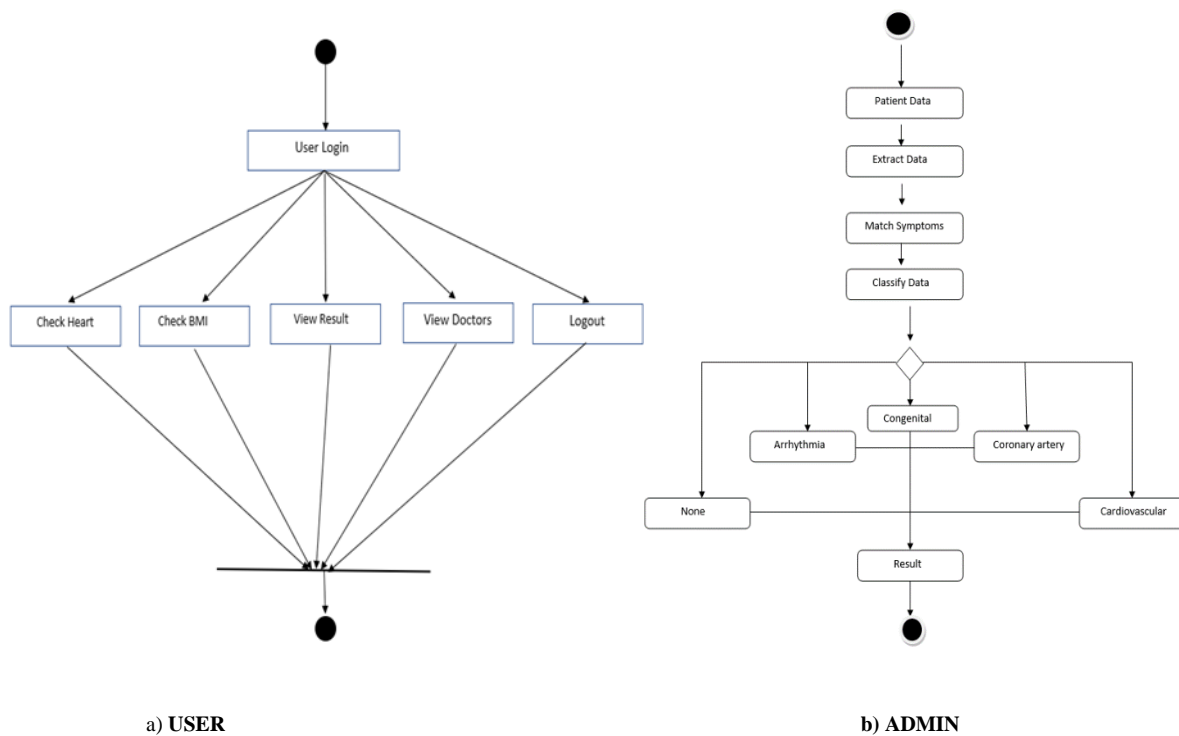 User Login
Check Heart
Check BMI
View Result
View Doctors
Logout
a) USER
Patient Data
Extract Data
Match Symptoms
Classify Data
Congenital
Arrhythmia
Coronary artery
None
Cardiovascular
Result
b) ADMIN